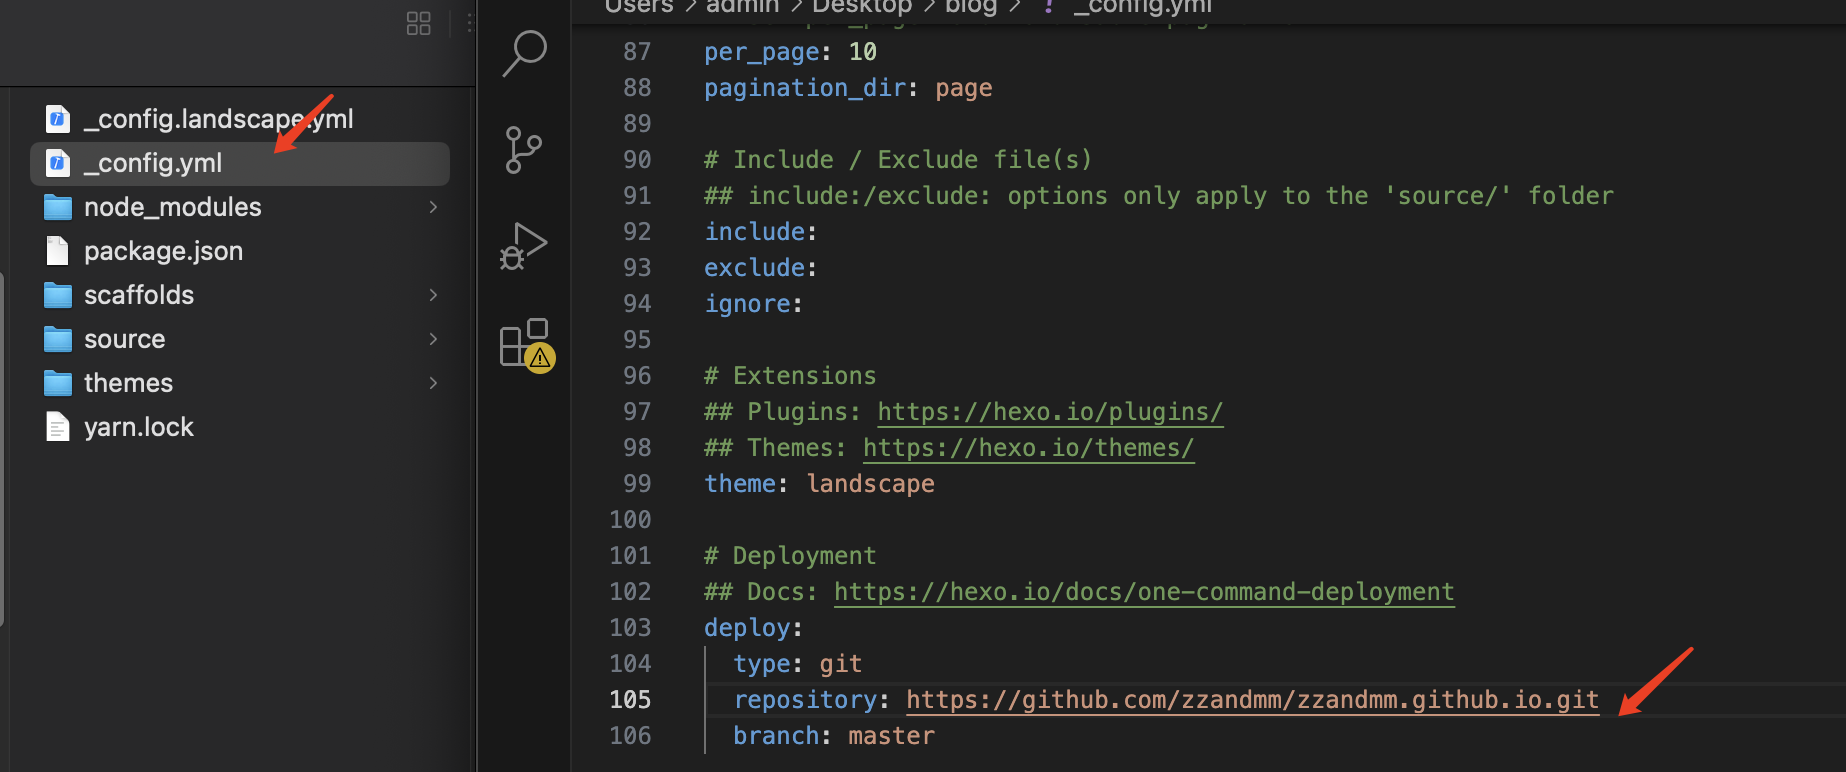 _config.landscape.yml
_config.yml
node_modules
package.json
scaffolds
source
themes
yarn.lock
Users > admin > Desktop > blog > ! _config.yml
87 per_page: 10
88 pagination_dir: page
89
90 # Include / Exclude file(s)
91 ## include:/exclude: options only apply to the 'source/' folder
92 include:
93 exclude:
94 ignore:
95
96 # Extensions
97 ## Plugins: https://hexo.io/plugins/
98 ## Themes: https://hexo.io/themes/
99 theme: landscape
100
101 # Deployment
102 ## Docs: https://hexo.io/docs/one-command-deployment
103 deploy:
104 type: git
105 repository: https://github.com/zzandmm/zzandmm.github.io.git
106 branch: master